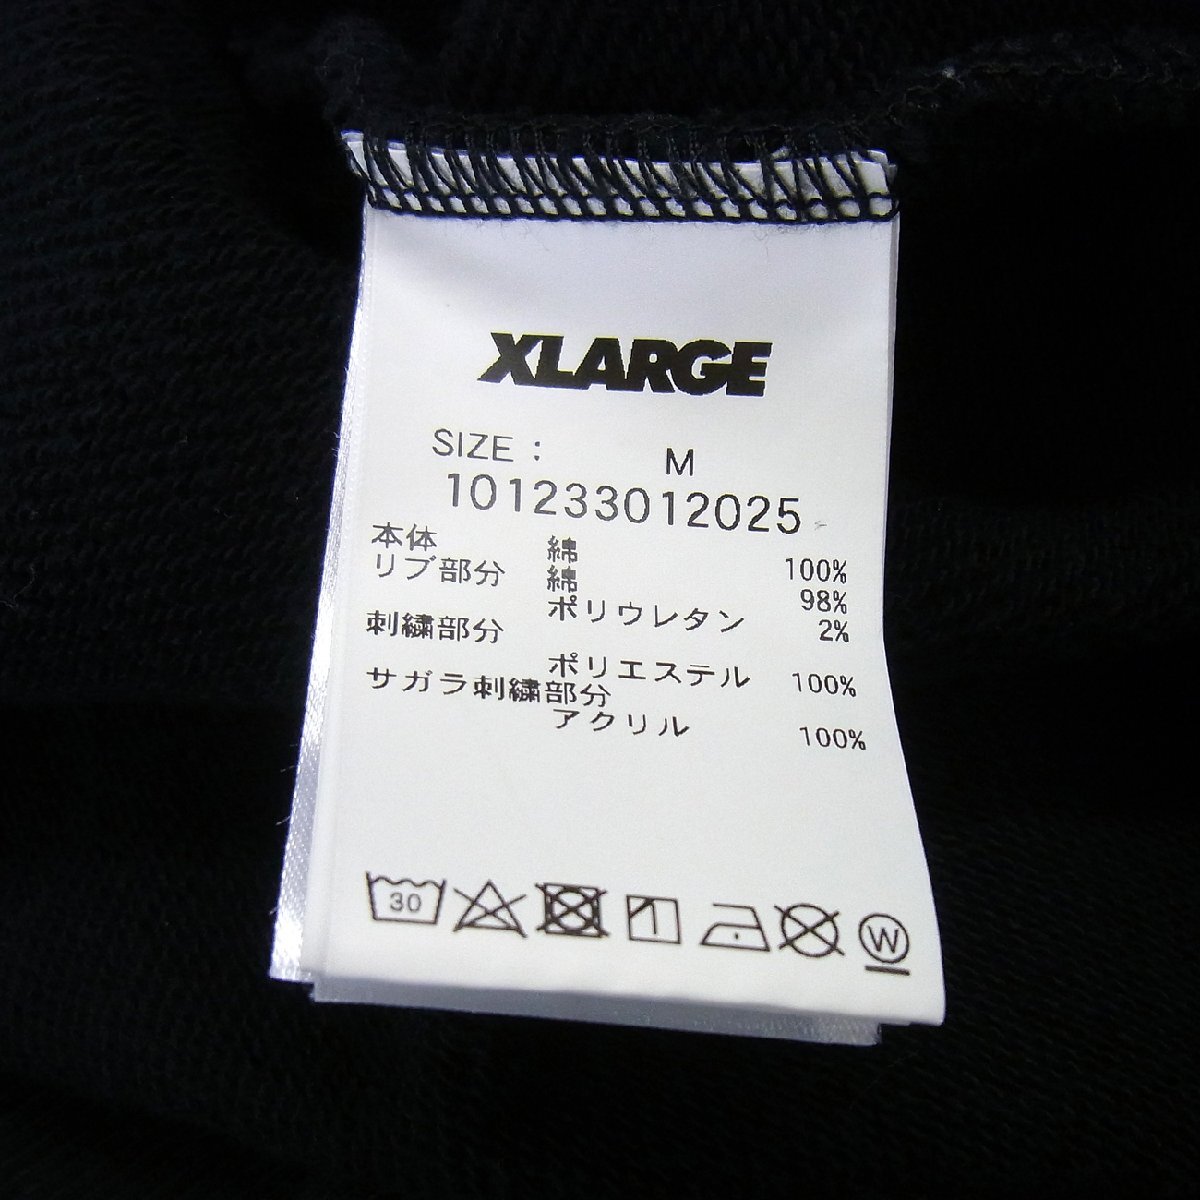 XLARGE
SIZE : M
101233012025
本体 綿 100%
リブ部分 綿 98%
ポリウレタン 2%
刺繍部分
ポリエステル 100%
サガラ刺繍部分
アクリル 100%
30
W